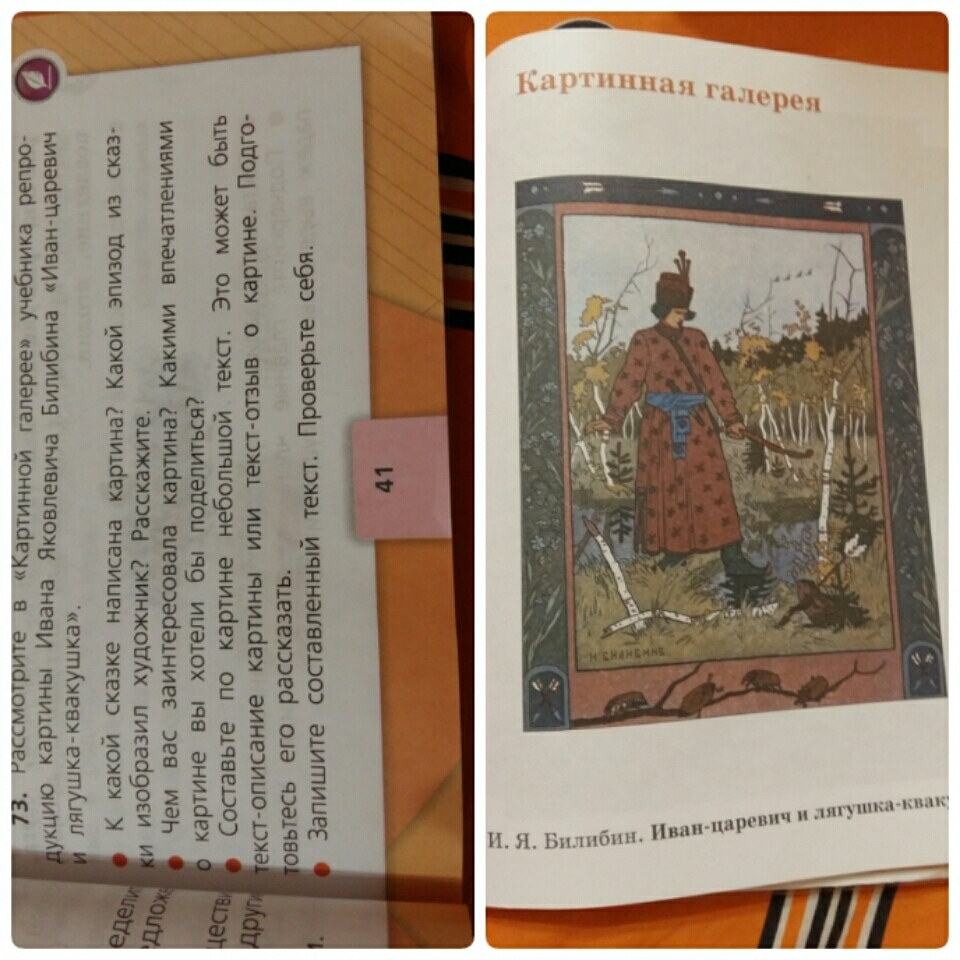 73. Рассмотрите в «Картинной галерее» учебника репро-
дукцию картины Ивана Яковлевича Билибина «Иван-царевич
и лягушка-квакушка».
● К какой сказке написана картина? Какой эпизод из сказ-
ки изобразил художник? Расскажите.
● Чем вас заинтересовала картина? Какими впечатлениями
о картине вы хотели бы поделиться?
● Составьте по картине небольшой текст. Это может быть
текст-описание картины или текст-отзыв о картине. Подго-
товьтесь его рассказать.
● Запишите составленный текст. Проверьте себя.
41
Картинная галерея
И. Я. Билибин. Иван-царевич и лягушка-кваку